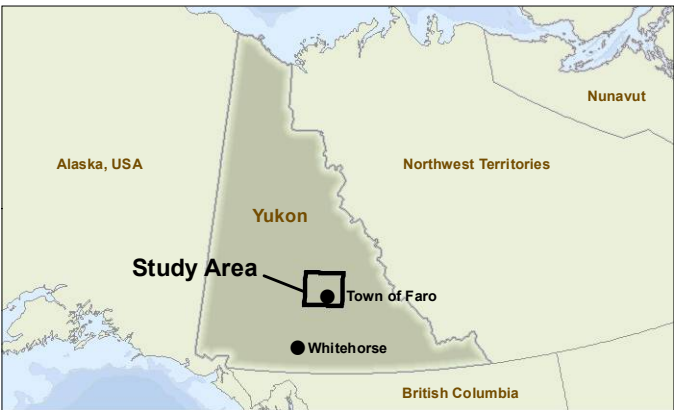 Nunavut
Alaska, USA
Northwest Territories
Yukon
Study Area
Town of Faro
Whitehorse
British Columbia